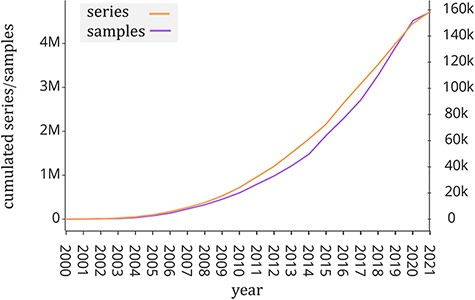 series
samples
cumulated series/samples
4M
3M
2M
1M
0
160k
140k
120k
100k
80k
60k
40k
20k
0
2000
2001
2002
2003
2004
2005
2006
2007
2008
2009
2010
2011
2012
2013
2014
2015
2016
2017
2018
2019
2020
2021
year